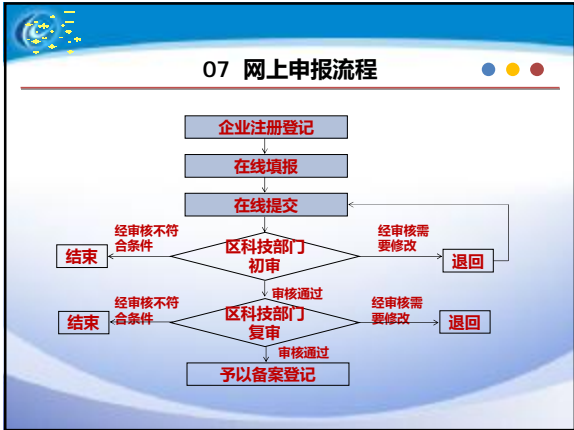 07 网上申报流程
企业注册登记
在线填报
在线提交
经审核不符
合条件
区科技部门
初审
经审核需
要修改
结束
退回
审核通过
经审核不符
合条件
区科技部门
复审
经审核需
要修改
结束
退回
审核通过
予以备案登记